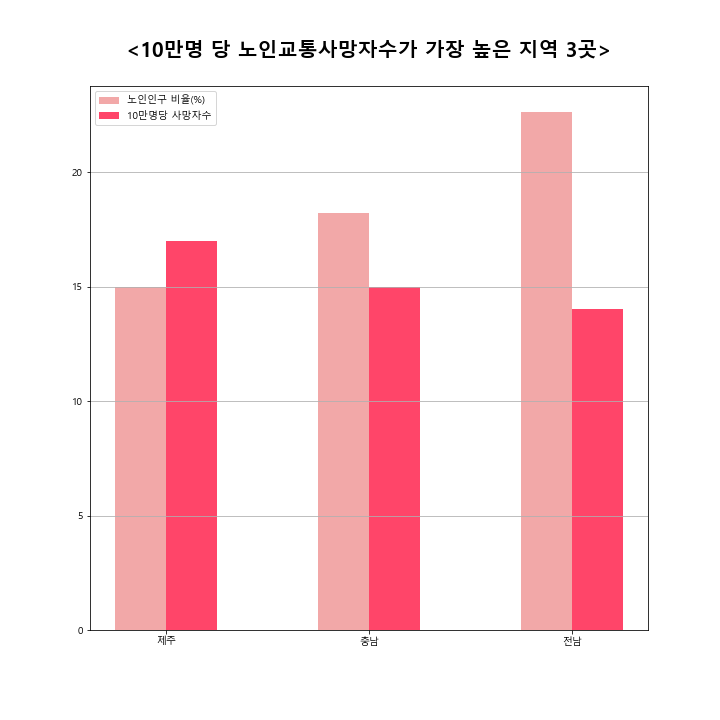 <10만명 당 노인교통사망자수가 가장 높은 지역 3곳>
노인인구 비율(%)
10만명당 사망자수
20
15
10
5
0
제주
충남
전남